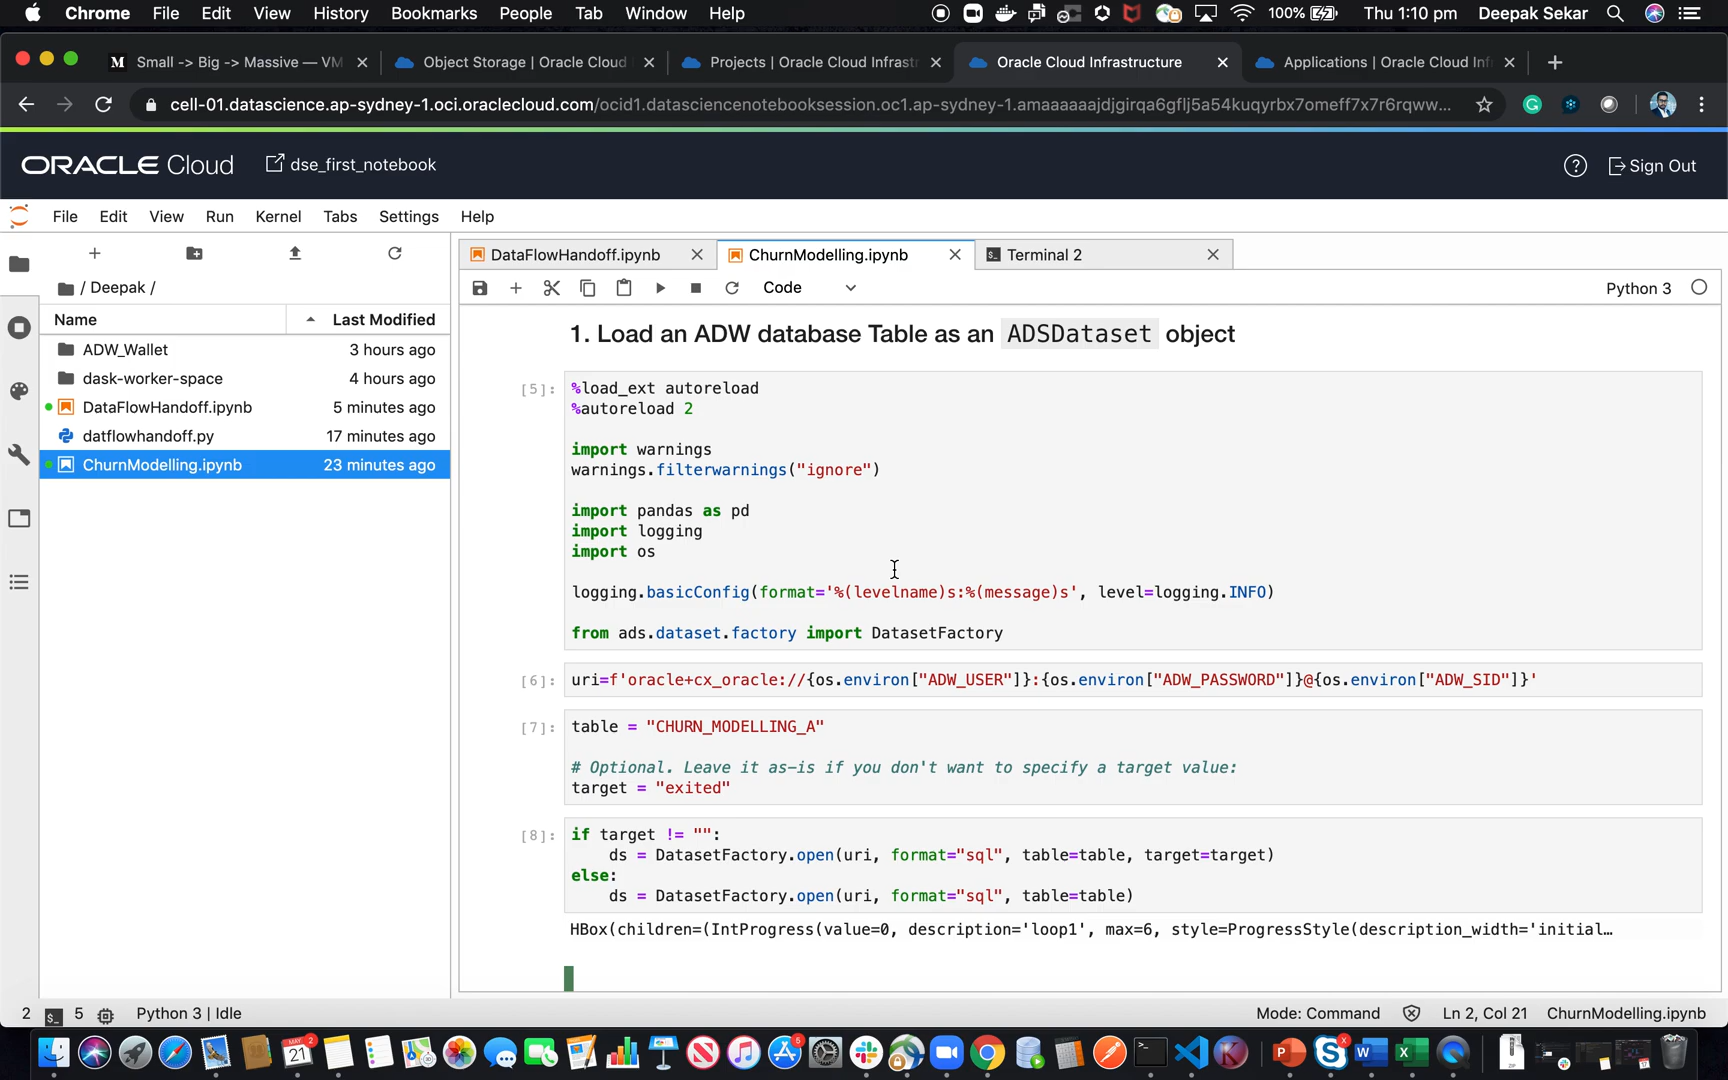 Chrome File Edit View History Bookmarks People Tab Window Help 100% Thu 1:10 pm Deepak Sekar
Small -> Big -> Massive — VM
Object Storage | Oracle Cloud
Projects | Oracle Cloud Infrastr
Oracle Cloud Infrastructure
Applications | Oracle Cloud Inf
cell-01.datascience.ap-sydney-1.oci.oraclecloud.com/ocid1.datasciencenotebooksession.oc1.ap-sydney-1.amaaaaaajdjgirqa6gflj5a54kuqyrbx7omeff7x7r6rqww...
ORACLE Cloud dse_first_notebook Sign Out
File Edit View Run Kernel Tabs Settings Help
DataFlowHandoff.ipynb ChurnModelling.ipynb Terminal 2
/ Deepak /
Code Python 3
Name Last Modified
ADW_Wallet 3 hours ago
dask-worker-space 4 hours ago
DataFlowHandoff.ipynb 5 minutes ago
datflowhandoff.py 17 minutes ago
ChurnModelling.ipynb 23 minutes ago
1. Load an ADW database Table as an ADSDataset object
[5]: %load_ext autoreload
%autoreload 2
import warnings
warnings.filterwarnings("ignore")
import pandas as pd
import logging
import os
logging.basicConfig(format='%(levelname)s:%(message)s', level=logging.INFO)
from ads.dataset.factory import DatasetFactory
[6]: uri=f'oracle+cx_oracle://{os.environ["ADW_USER"]}:{os.environ["ADW_PASSWORD"]}@{os.environ["ADW_SID"]}'
[7]: table = "CHURN_MODELLING_A"
# Optional. Leave it as-is if you don't want to specify a target value:
target = "exited"
[8]: if target != "":
ds = DatasetFactory.open(uri, format="sql", table=table, target=target)
else:
ds = DatasetFactory.open(uri, format="sql", table=table)
HBox(children=(IntProgress(value=0, description='loop1', max=6, style=ProgressStyle(description_width='initial…
2 5 Python 3 | Idle Mode: Command Ln 2, Col 21 ChurnModelling.ipynb